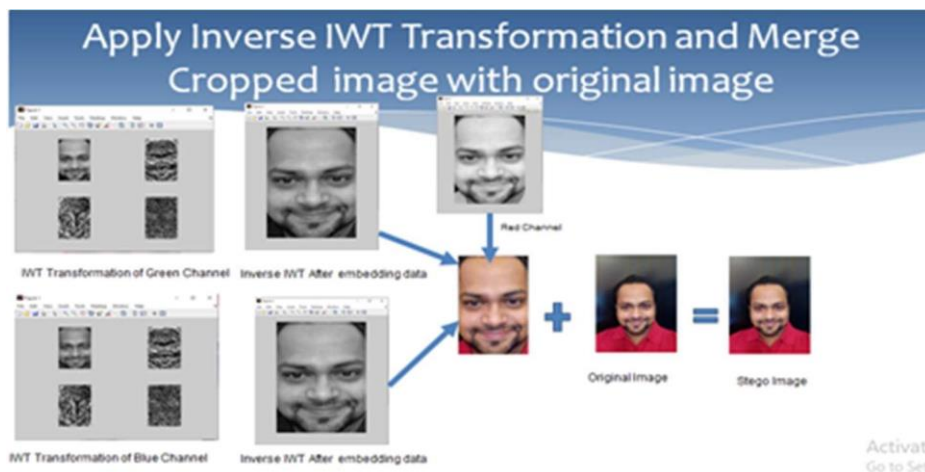 Apply Inverse IWT Transformation and Merge
Cropped image with original image
Red Channel
IWT Transformation of Green Channel
Inverse IWT After embedding data
Original Image
Stego Image
IWT Transformation of Blue Channel
Inverse IWT After embedding data
Activat
Go to Set